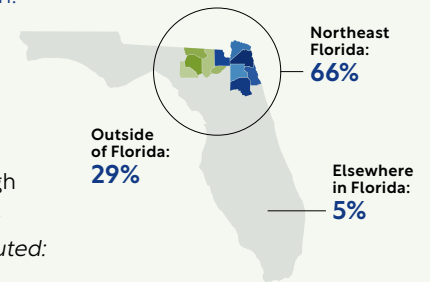 Northeast
Florida:
66%
Outside
of Florida:
29%
Elsewhere
in Florida:
5%